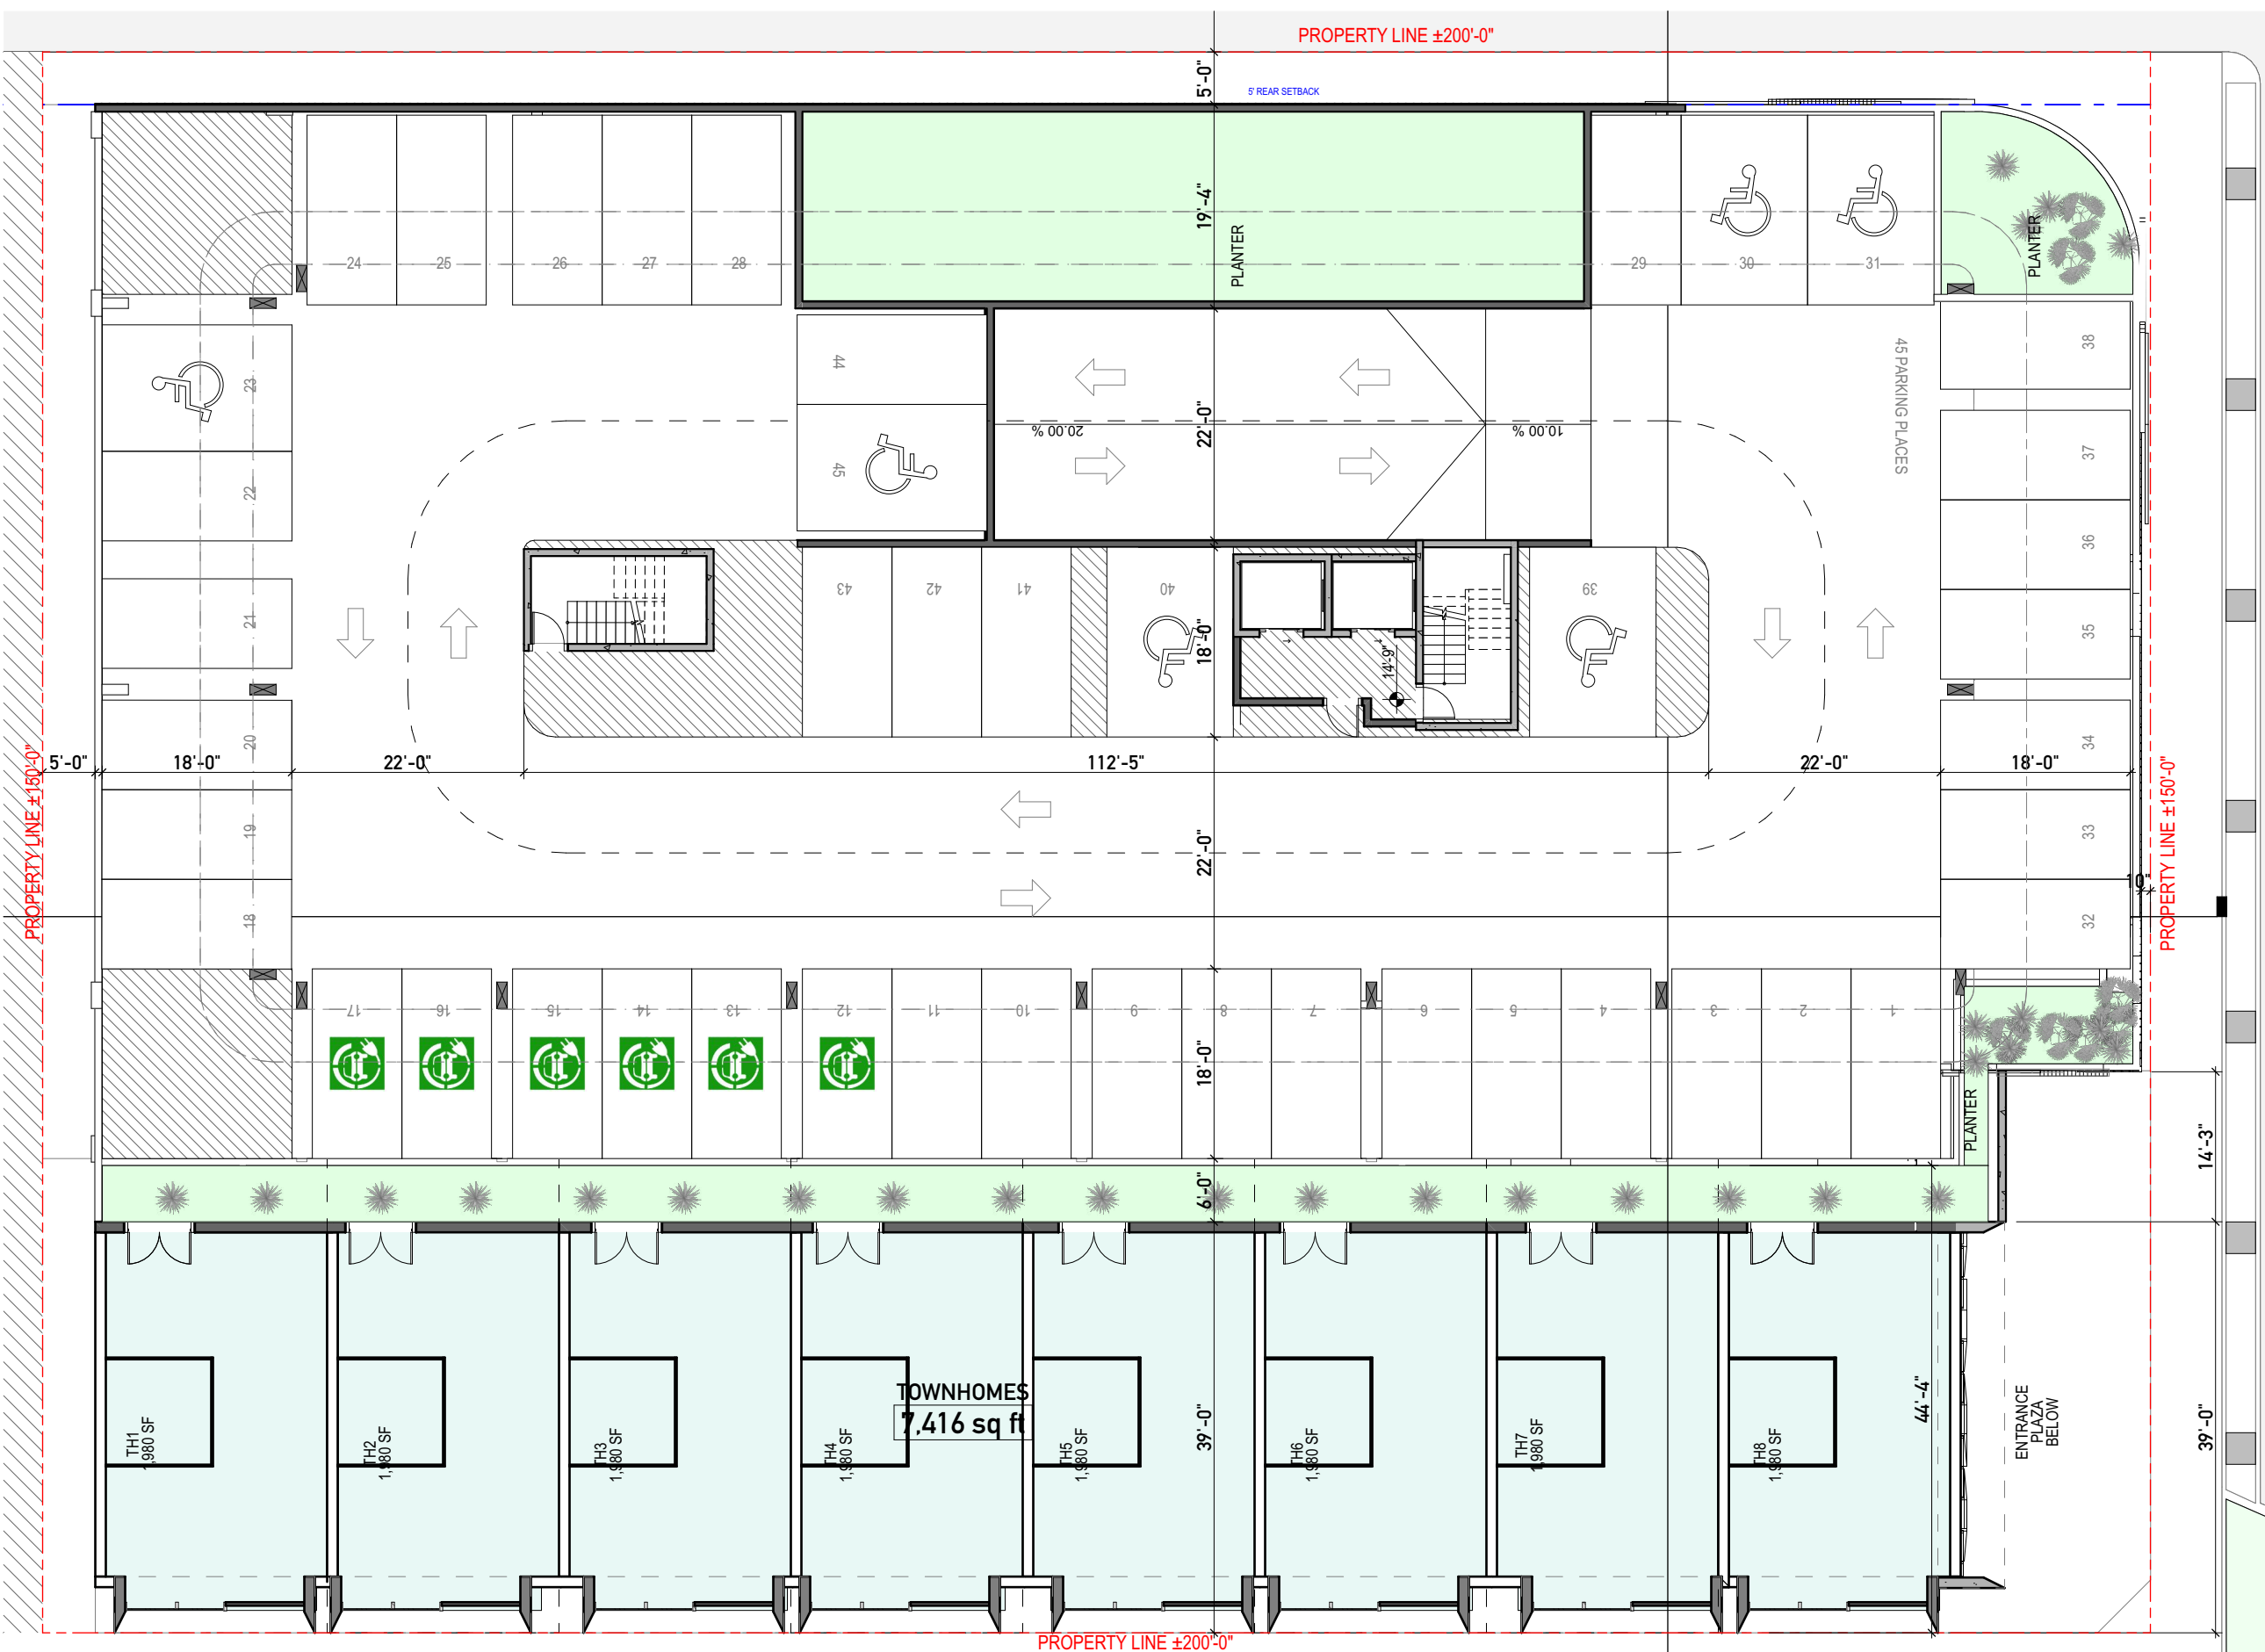 PROPERTY LINE ±200'-0"
5'-0"
5' REAR SETBACK
19'-4"
PLANTER
PLANTER
24
25
26
27
28
29
30
31
23
44
38
45 PARKING PLACES
20.00 %
22'-0"
10.00 %
45
37
22
36
43
42
41
40
39
21
18'-0"
14'-9"
35
20
34
PROPERTY LINE ±150'-0"
5'-0"
18'-0"
22'-0"
112'-5"
22'-0"
18'-0"
PROPERTY LINE ±150'-0"
19
22'-0"
33
10"
18
32
17
16
15
14
13
12
11
10
9
8
7
6
5
4
3
2
1
18'-0"
PLANTER
14'-3"
6'-0"
TOWNHOMES
7,416 sq ft
TH1
1,980 SF
TH2
1,980 SF
TH3
1,980 SF
TH4
1,980 SF
TH5
1,980 SF
39'-0"
TH6
1,980 SF
TH7
1,980 SF
TH8
1,980 SF
44'-4"
ENTRANCE
PLAZA
BELOW
39'-0"
PROPERTY LINE ±200'-0"